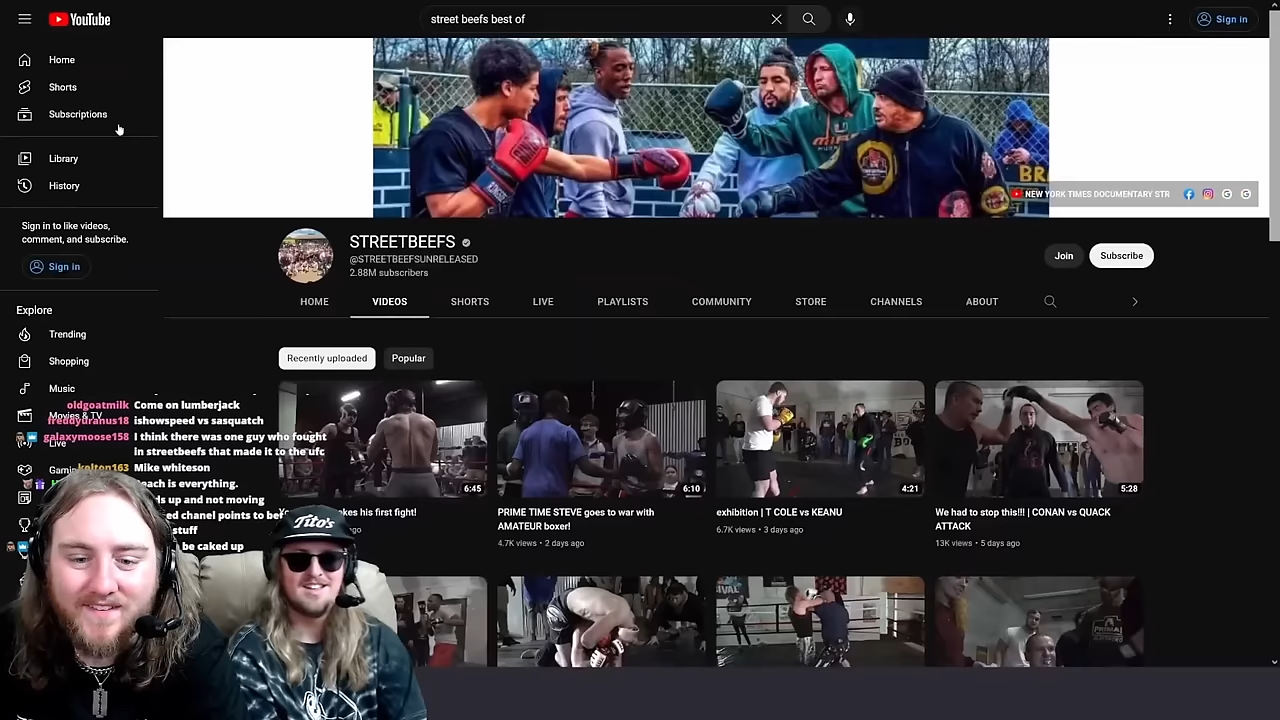 YouTube
street beefs best of
Sign in
Home
Shorts
Subscriptions
Library
History
Sign in to like videos,
comment, and subscribe.
Sign in
Explore
Trending
Shopping
Music
Movies & TV
Live
NEW YORK TIMES DOCUMENTARY STR
STREETBEEFS
@STREETBEEFSUNRELEASED
2.88M subscribers
Join
Subscribe
HOME
VIDEOS
SHORTS
LIVE
PLAYLISTS
COMMUNITY
STORE
CHANNELS
ABOUT
Recently uploaded
Popular
oldgoatmilk Come on lumberjack
freddyuranus18 ishowspeed vs sasquatch
galaxymoose158 I think there was one guy who fought
in streetbeefs that made it to the ufc
kelton163 Mike whiteson
each is everything.
ds up and not moving
ed chanel points to bef
stuff
be caked up
6:45
6:10
4:21
5:28
akes his first fight!
ago
PRIME TIME STEVE goes to war with
AMATEUR boxer!
4.7K views • 2 days ago
exhibition | T COLE vs KEANU
6.7K views • 3 days ago
We had to stop this!!! | CONAN vs QUACK
ATTACK
13K views • 5 days ago
Tito's